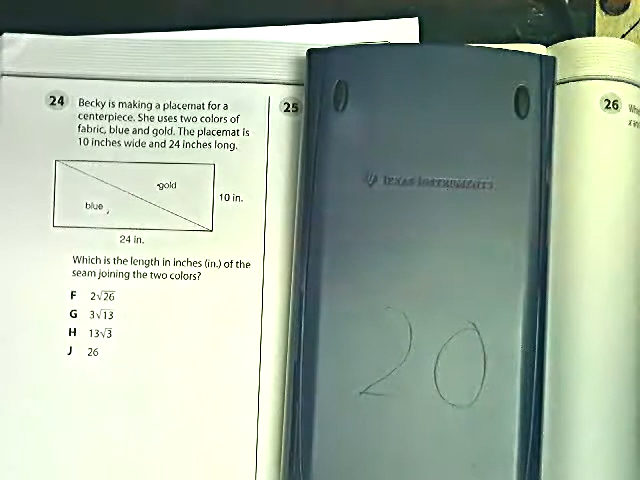 24 Becky is making a placemat for a
centerpiece. She uses two colors of
fabric, blue and gold. The placemat is
10 inches wide and 24 inches long.
gold
blue
10 in.
24 in.
Which is the length in inches (in.) of the
seam joining the two colors?
F 2√26
G 3√13
H 13√3
J 26
25
TEXAS INSTRUMENTS
20
26